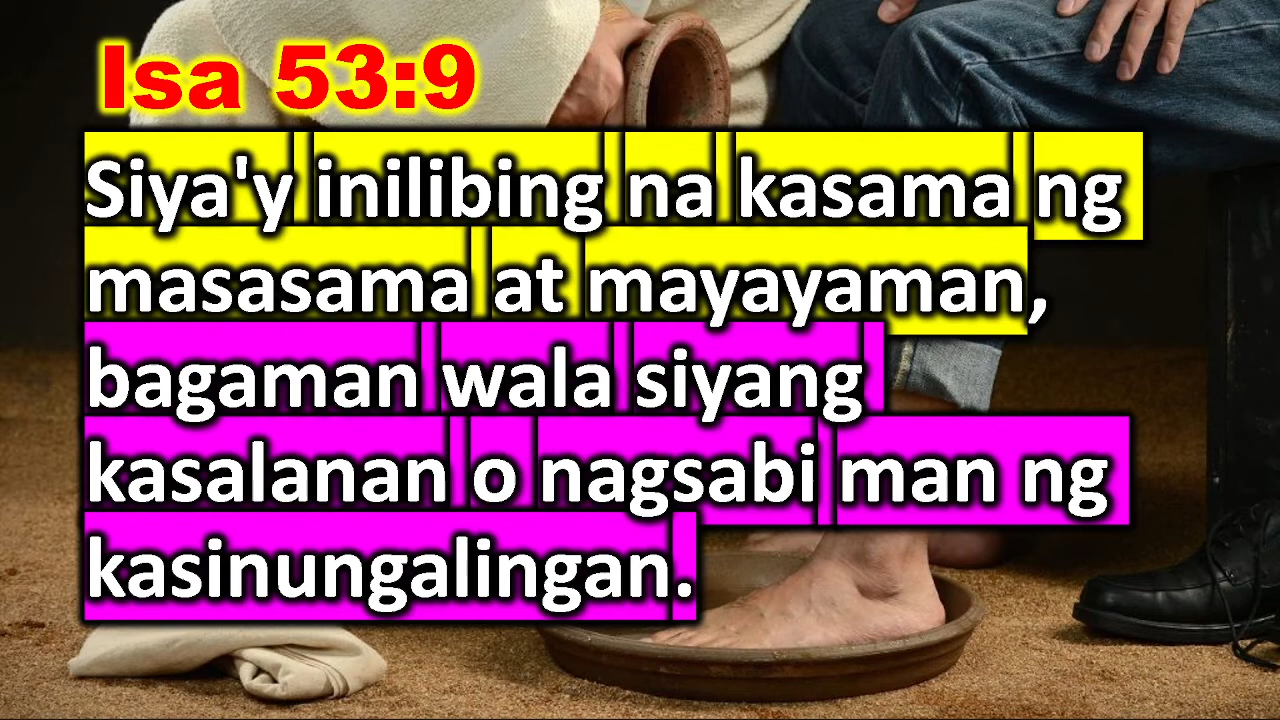 Isa 53:9
Siya'y inilibing na kasama ng
masasama at mayayaman,
bagaman wala siyang
kasalanan o nagsabi man ng
kasinungalingan.